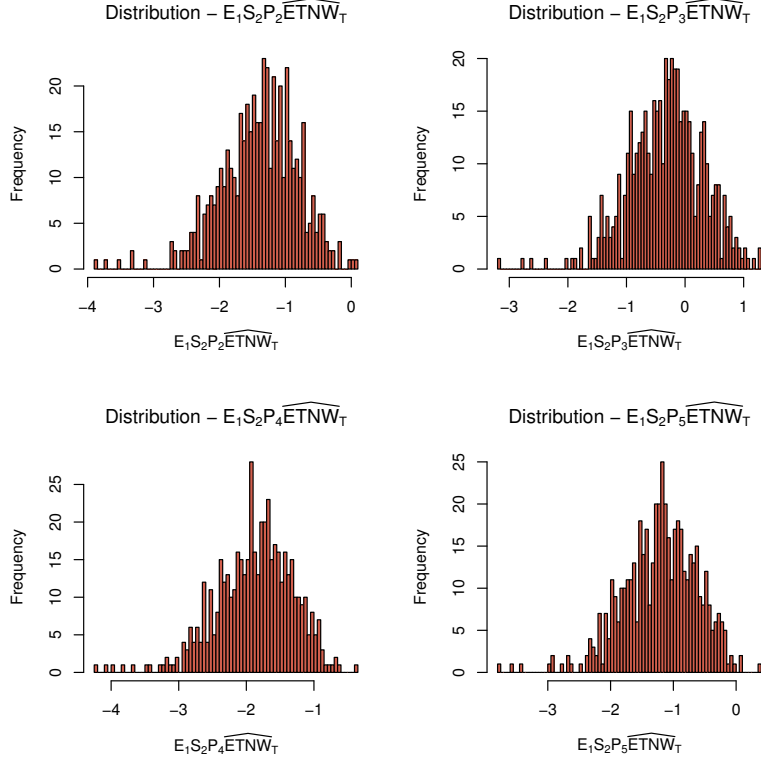 Distribution − E₁S₂P₂ETNW_T
Frequency
0 5 10 15 20
−4 −3 −2 −1 0
E₁S₂P₂ETNW_T
Distribution − E₁S₂P₃ETNW_T
Frequency
0 5 10 15 20
−3 −2 −1 0 1
E₁S₂P₃ETNW_T
Distribution − E₁S₂P₄ETNW_T
Frequency
0 5 10 15 20 25
−4 −3 −2 −1
E₁S₂P₄ETNW_T
Distribution − E₁S₂P₅ETNW_T
Frequency
0 5 10 15 20 25
−3 −2 −1 0
E₁S₂P₅ETNW_T